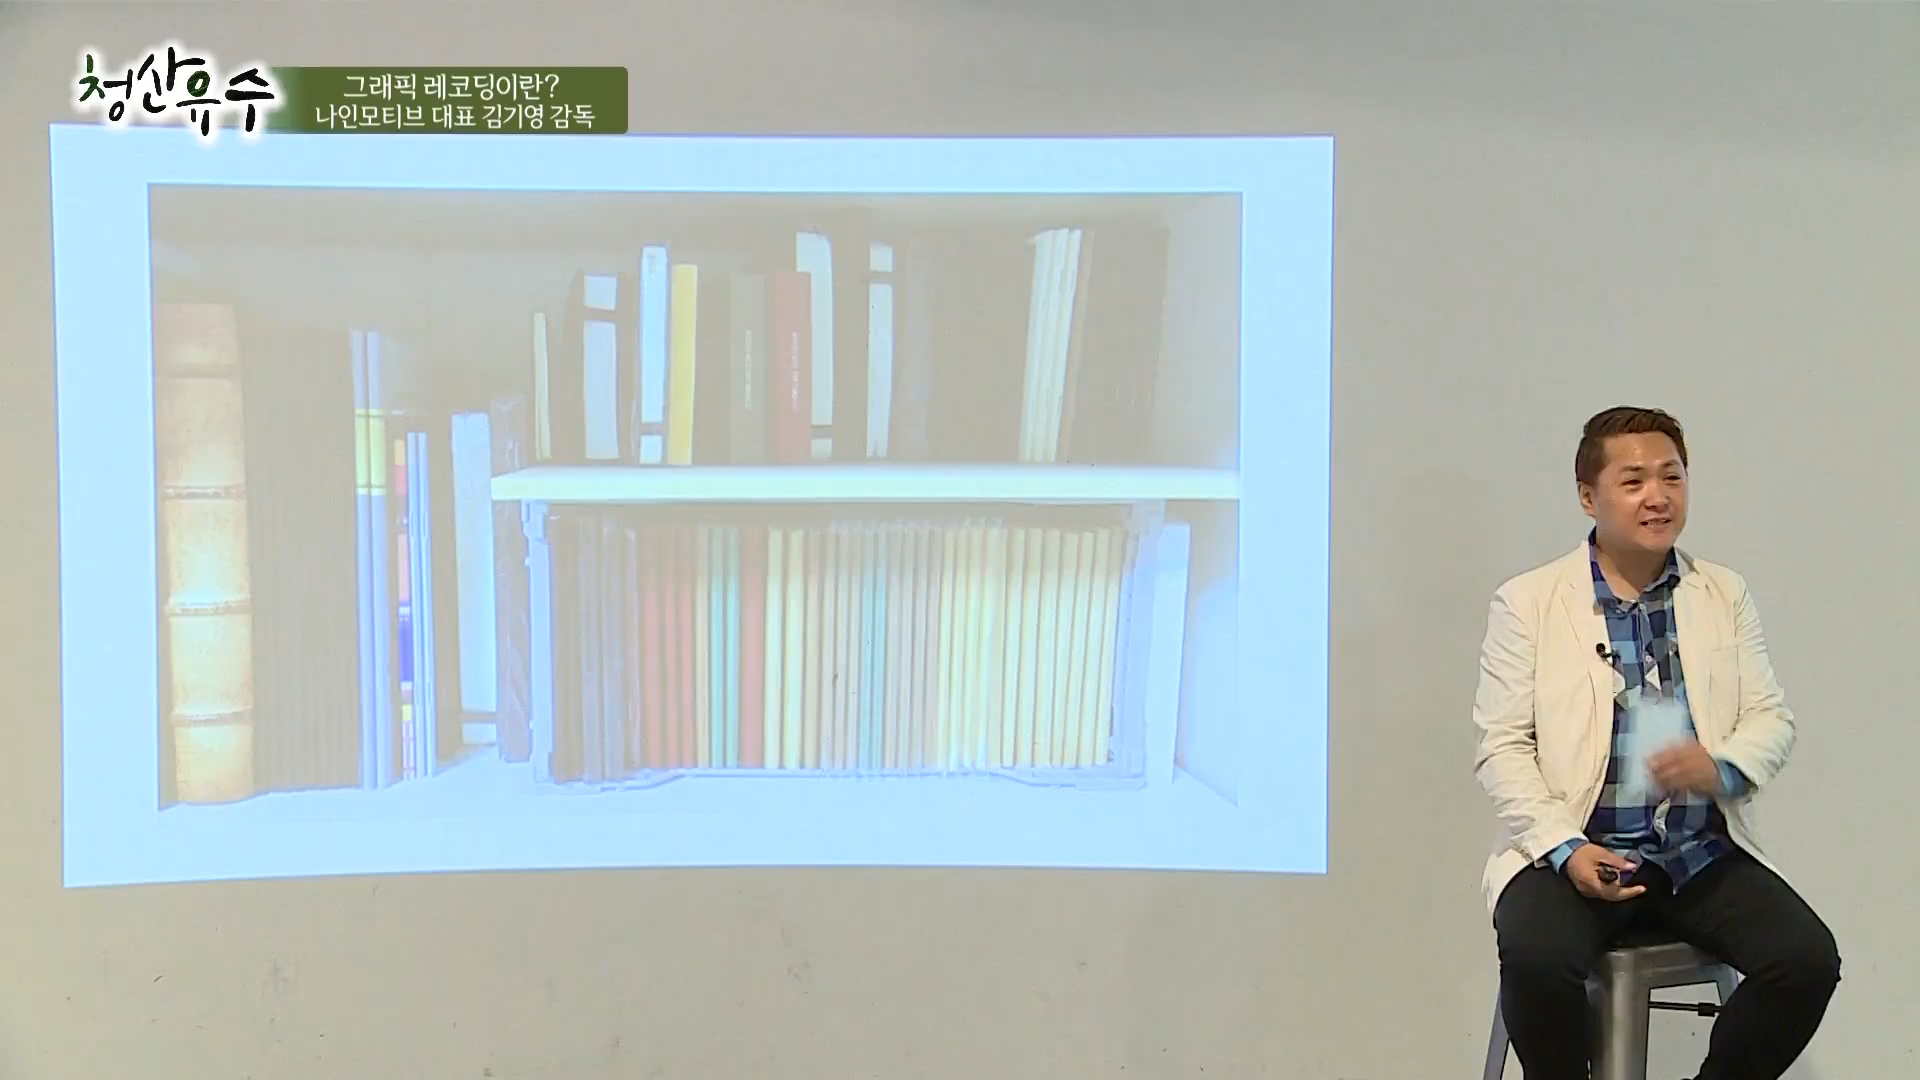 청산유수
그래픽 레코딩이란?
나인모티브 대표 김기영 감독